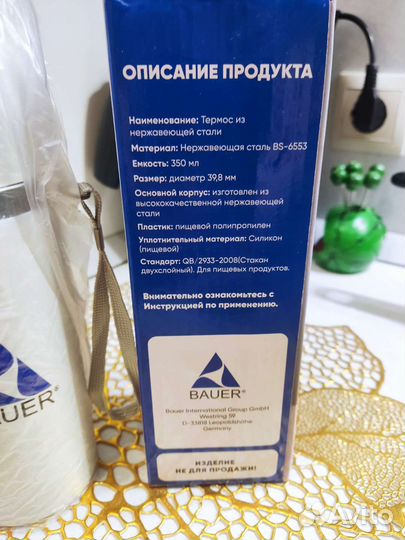 ОПИСАНИЕ ПРОДУКТА
Наименование: Термос из
нержавеющей стали
Материал: Нержавеющая сталь BS-6553
Емкость: 350 мл
Размер: диаметр 39,8 мм
Основной корпус: изготовлен из
высококачественной нержавеющей
стали
Пластик: пищевой полипропилен
Уплотнительный материал: Силикон
(пищевой)
Стандарт: QB/2933-2008(Стакан
двухслойный). Для пищевых продуктов.
Внимательно ознакомьтесь с
Инструкцией по применению.
BAUER®
Bauer International Group GmbH
Westring 59
D-33818 Leopoldshöhe
Germany
ИЗДЕЛИЕ
НЕ ДЛЯ ПРОДАЖИ!
BAUER®
Avito